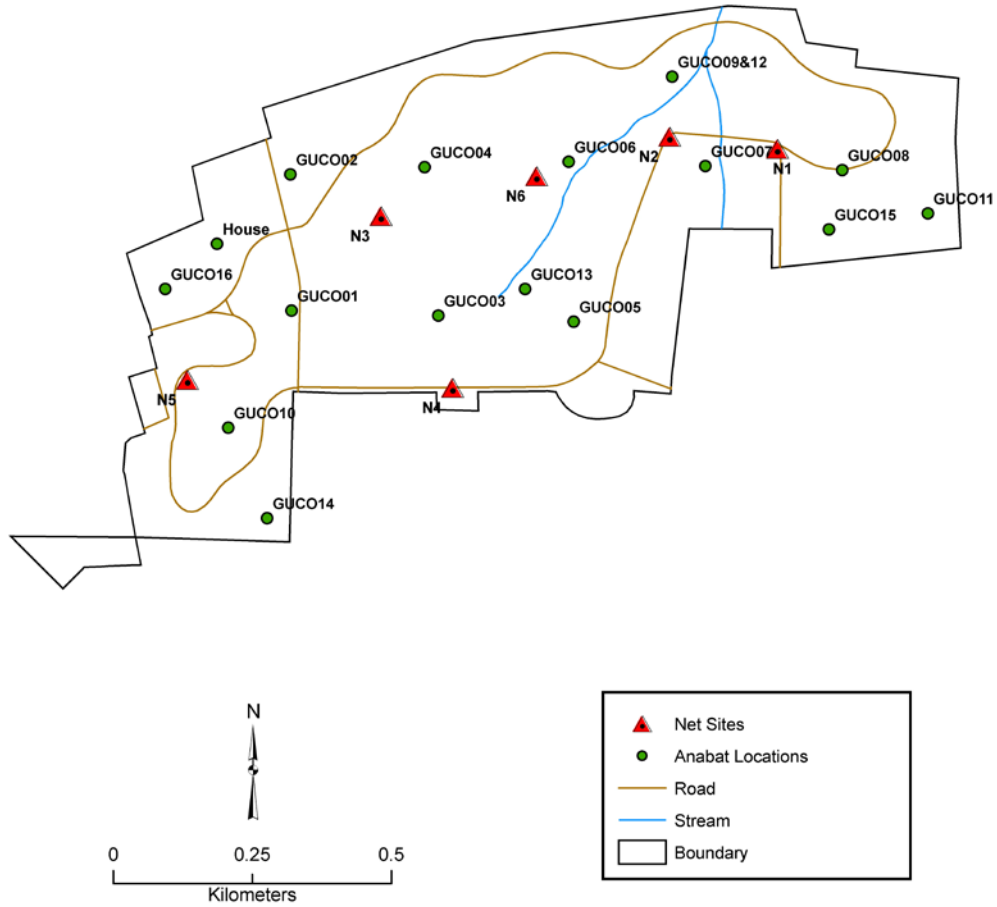 GUCO09&12
GUCO02
GUCO04
GUCO06
N2
GUCO07
N1
GUCO08
N6
GUCO11
House
N3
GUCO15
GUCO16
GUCO01
GUCO03
GUCO13
GUCO05
N5
N4
GUCO10
GUCO14
N
0 0.25 0.5
Kilometers
Net Sites
Anabat Locations
Road
Stream
Boundary